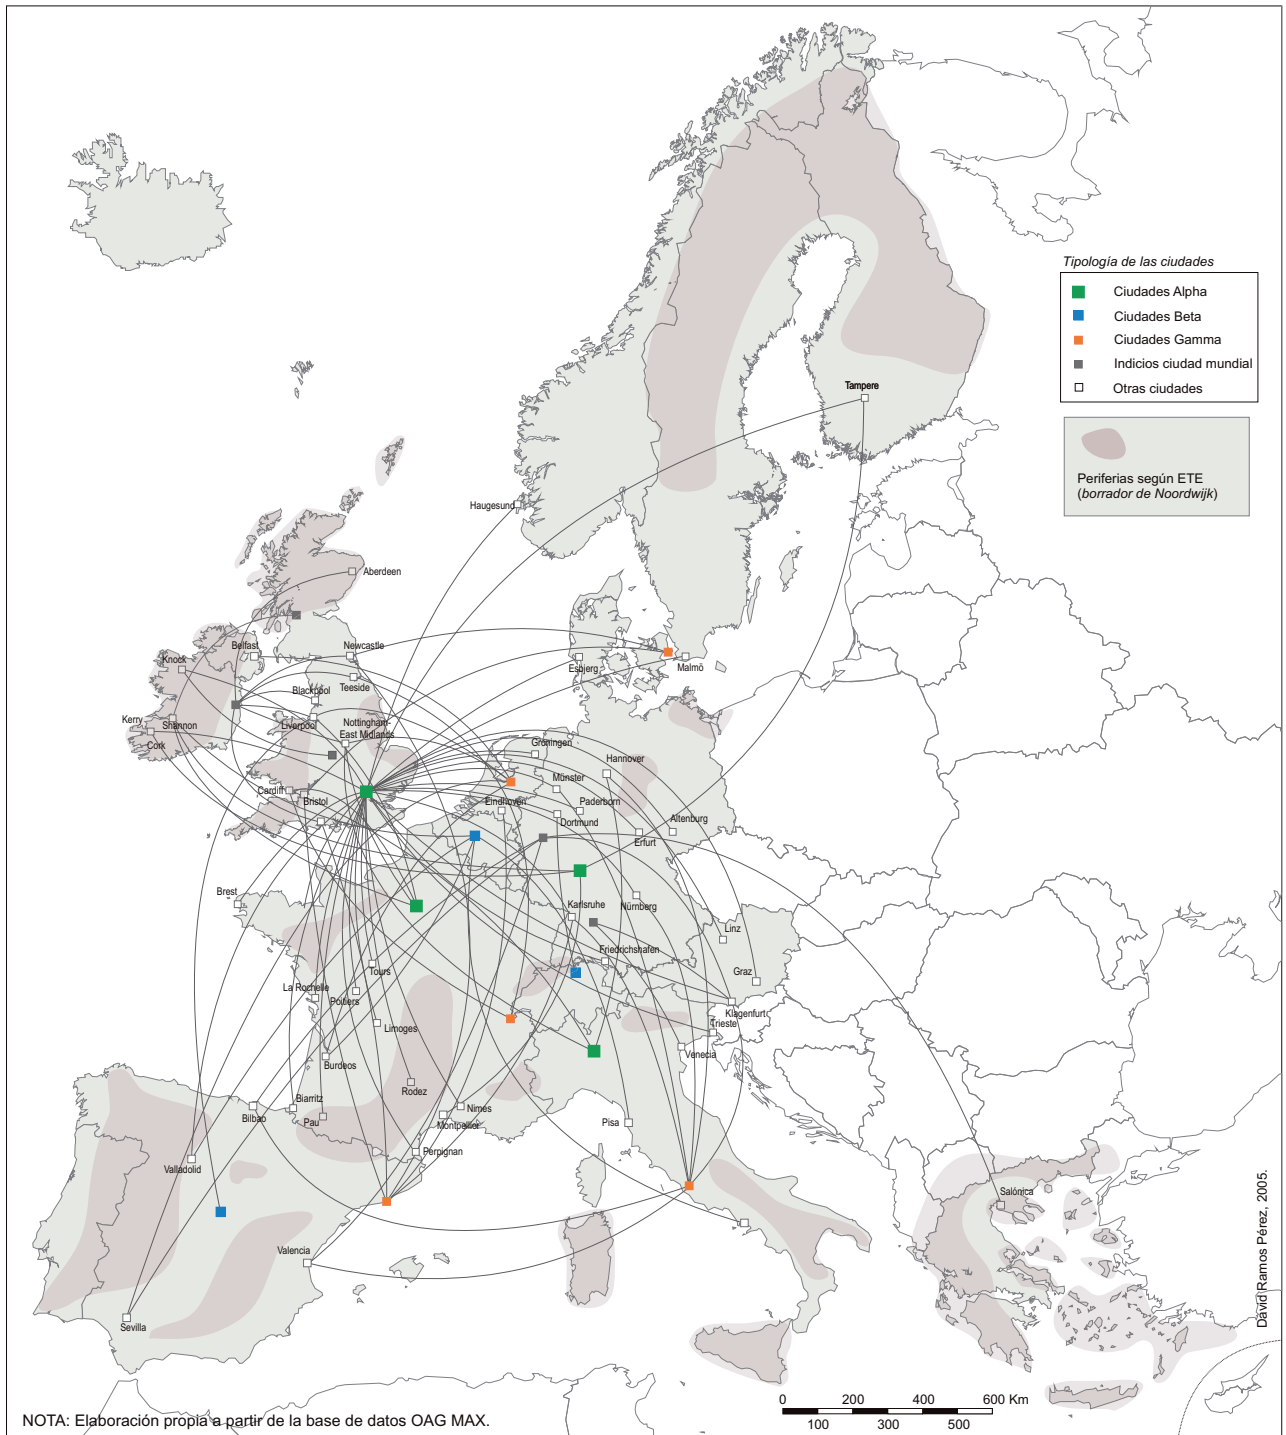 Tipología de las ciudades
Ciudades Alpha
Ciudades Beta
Ciudades Gamma
Indicios ciudad mundial
Otras ciudades
Periferias según ETE
(borrador de Noordwijk)
Tampere
Haugesund
Aberdeen
Belfast
Newcastle
Knock
Esbjerg
Malmö
Teeside
Blackpool
Kerry
Shannon
Liverpool
Nottingham-
East Midlands
Cork
Groningen
Hannover
Münster
Cardiff
Bristol
Eindhoven
Paderborn
Dortmund
Altenburg
Erfurt
Brest
Karlsruhe
Nürnberg
Linz
Friedrichshafen
Tours
Graz
La Rochelle
Poitiers
Klagenfurt
Limoges
Trieste
Venecia
Burdeos
Rodez
Biarritz
Nimes
Bilbao
Pau
Montpellier
Pisa
Perpignan
Valladolid
Salónica
Valencia
Sevilla
David Ramos Pérez, 2005.
0 200 400 600 Km
100 300 500
NOTA: Elaboración propia a partir de la base de datos OAG MAX.